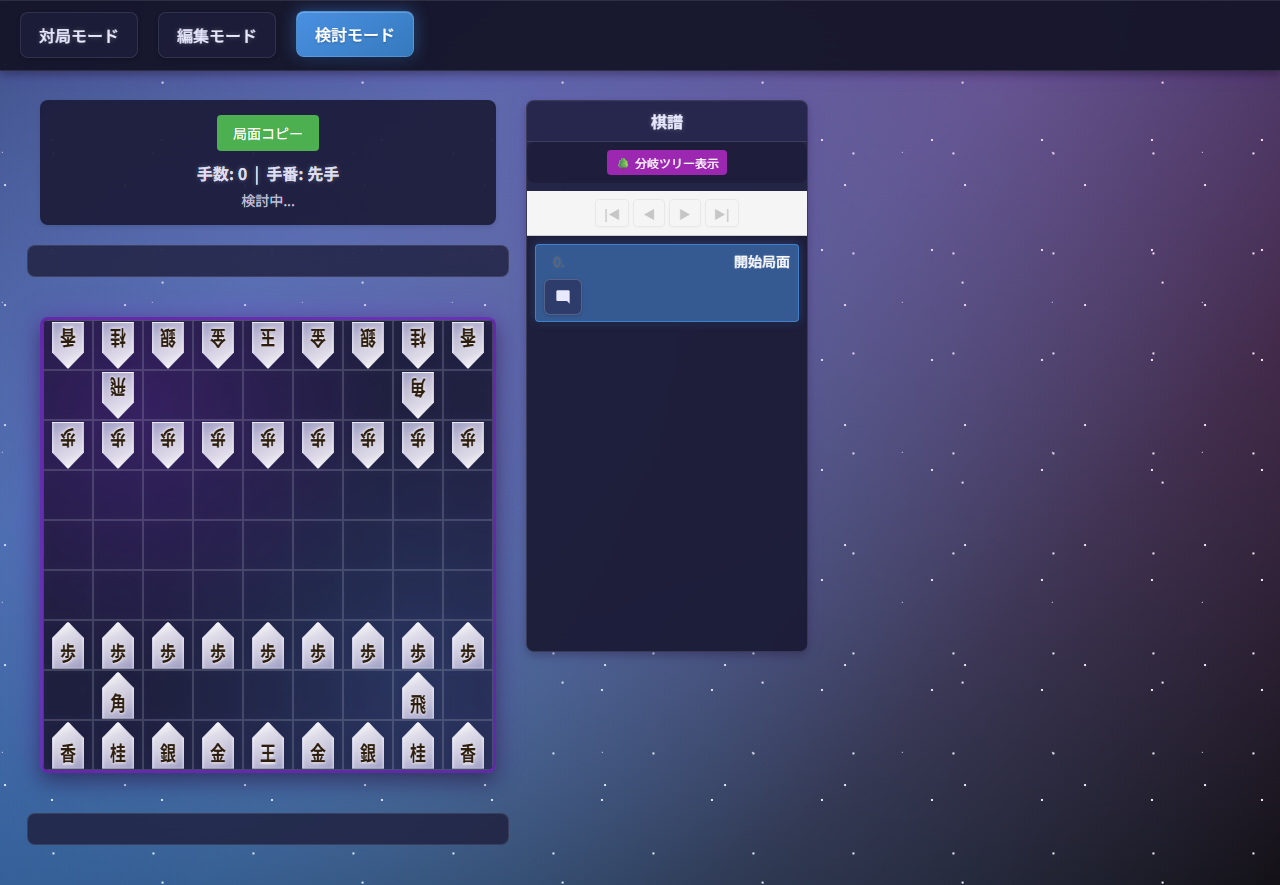 対局モード 編集モード 検討モード
局面コピー
手数: 0 | 手番: 先手
検討中...
棋譜
分岐ツリー表示
|◀ ◀ ▶ ▶|
0. 開始局面
香 桂 銀 金 玉 金 銀 桂 香
飛 角
歩 歩 歩 歩 歩 歩 歩 歩 歩
歩 歩 歩 歩 歩 歩 歩 歩 歩
角 飛
香 桂 銀 金 王 金 銀 桂 香